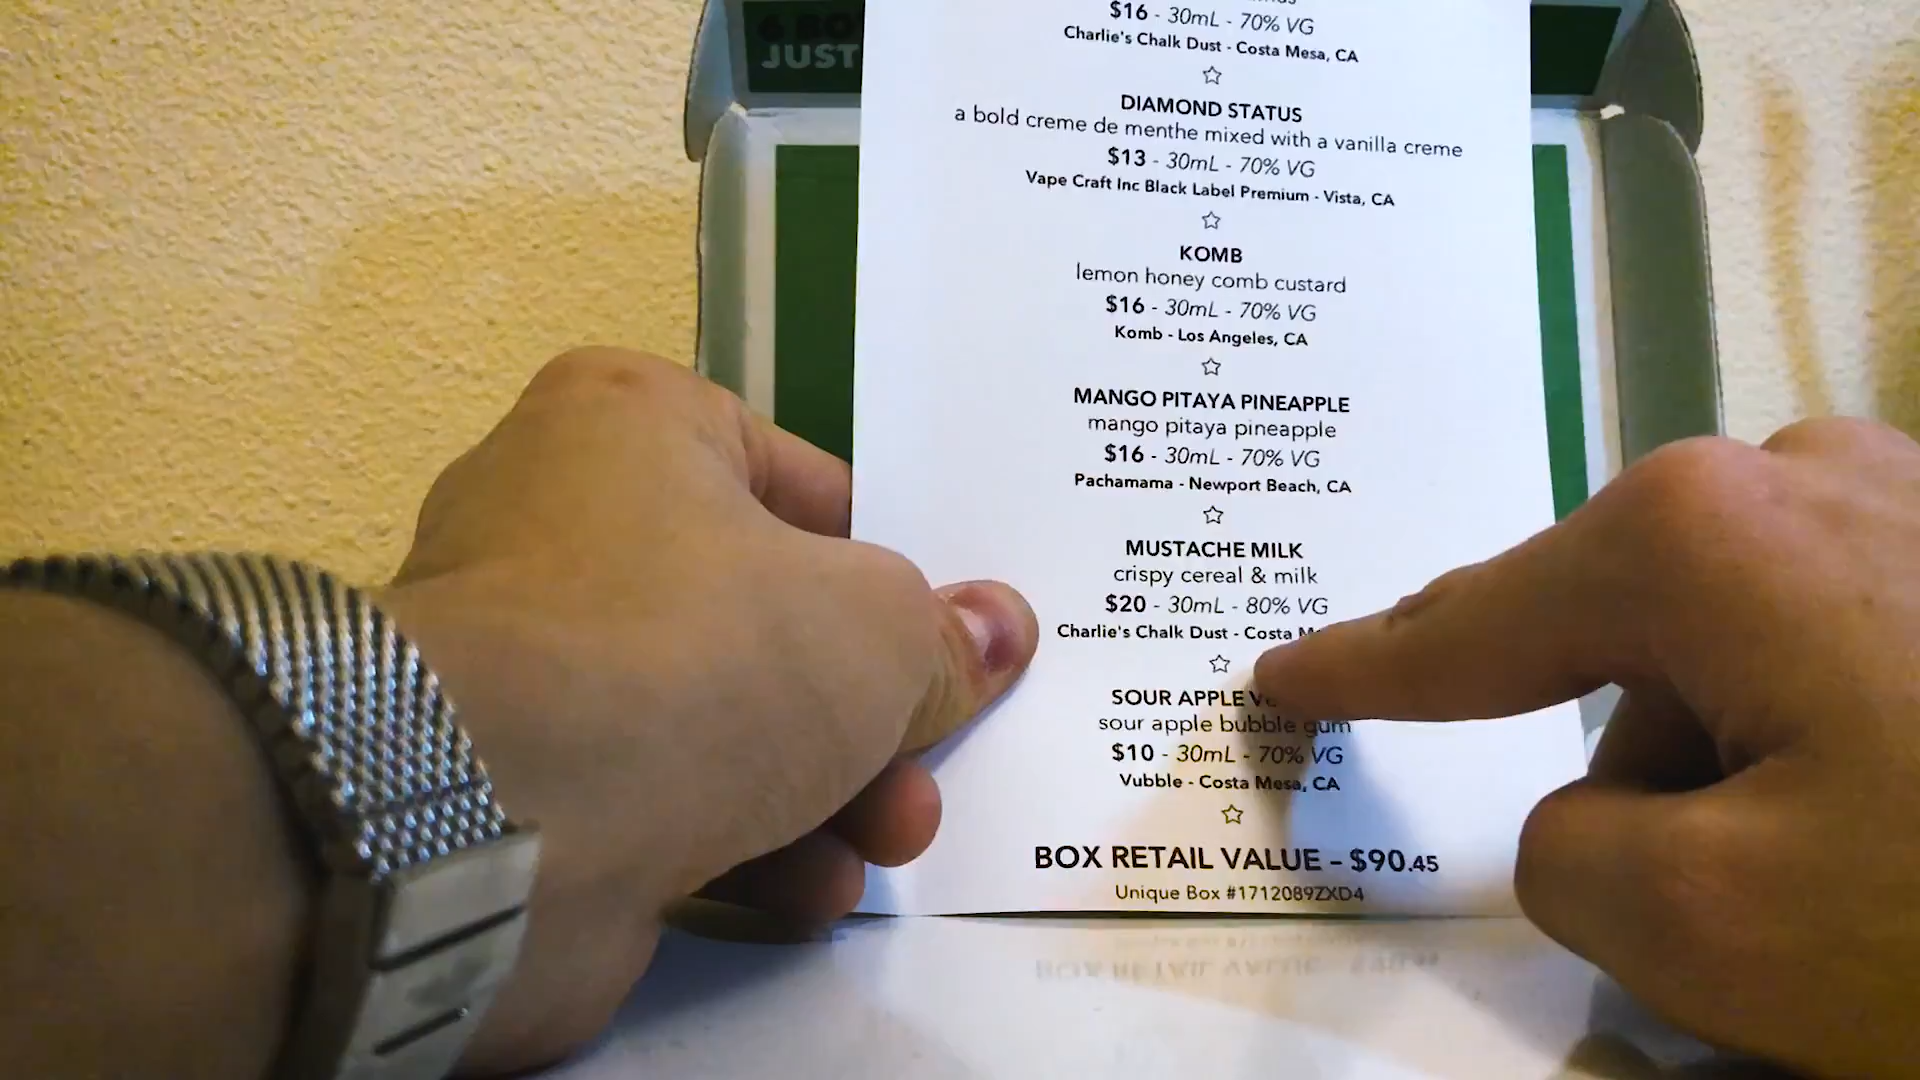 JUST
$16 - 30mL - 70% VG
Charlie's Chalk Dust - Costa Mesa, CA
DIAMOND STATUS
a bold creme de menthe mixed with a vanilla creme
$13 - 30mL - 70% VG
Vape Craft Inc Black Label Premium - Vista, CA
KOMB
lemon honey comb custard
$16 - 30mL - 70% VG
Komb - Los Angeles, CA
MANGO PITAYA PINEAPPLE
mango pitaya pineapple
$16 - 30mL - 70% VG
Pachamama - Newport Beach, CA
MUSTACHE MILK
crispy cereal & milk
$20 - 30mL - 80% VG
Charlie's Chalk Dust - Costa
SOUR APPLE
sour apple bubble gum
$10 - 30mL - 70% VG
Vubble - Costa Mesa, CA
BOX RETAIL VALUE - $90.45
Unique Box #1712089ZXD4